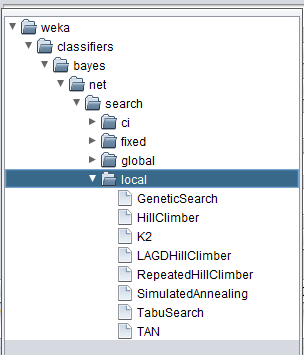 weka
classifiers
bayes
net
search
ci
fixed
global
local
GeneticSearch
HillClimber
K2
LAGDHillClimber
RepeatedHillClimber
SimulatedAnnealing
TabuSearch
TAN